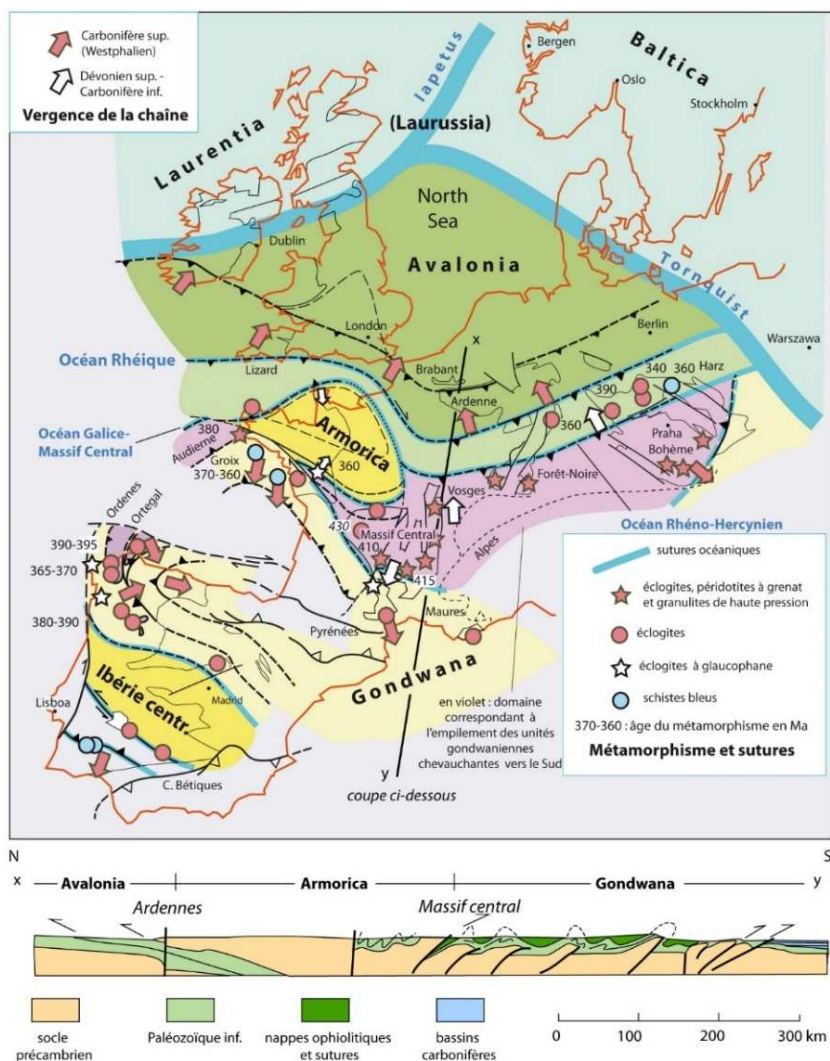 Carbonifère sup.
(Westphalien)
Dévonien sup. -
Carbonifère inf.
Vergence de la chaîne
Iapetus
Bergen
Baltica
Oslo
Stockholm
Laurentia
(Laurussia)
North
Sea
Dublin
Avalonia
Tornquist
London
Berlin
Warszawa
x
Océan Rhéique
Lizard
Brabant
Ardenne
390
340
360
Harz
Océan Galice-
Massif Central
380
Audierne
Armorica
360
360
Praha
Bohème
Groix
370-360
Vosges
Forêt-Noire
Ordenes
Ortegal
430
Massif Central
410
Alpes
Océan Rhéno-Hercynien
390-395
365-370
380-390
415
Maures
Pyrénées
Gondwana
Lisboa
Ibérie centr.
Madrid
C. Bétiques
en violet : domaine
correspondant à
l'empilement des unités
gondwaniennes
chevauchantes vers le Sud
y
coupe ci-dessous
sutures océaniques
éclogites, péridotites à grenat
et granulites de haute pression
éclogites
éclogites à glaucophane
schistes bleus
370-360 : âge du métamorphisme en Ma
Métamorphisme et sutures
N
S
x
Avalonia
Armorica
Gondwana
y
Ardennes
Massif central
socle
précambrien
Paléozoïque inf.
nappes ophiolitiques
et sutures
bassins
carbonifères
0
100
200
300 km